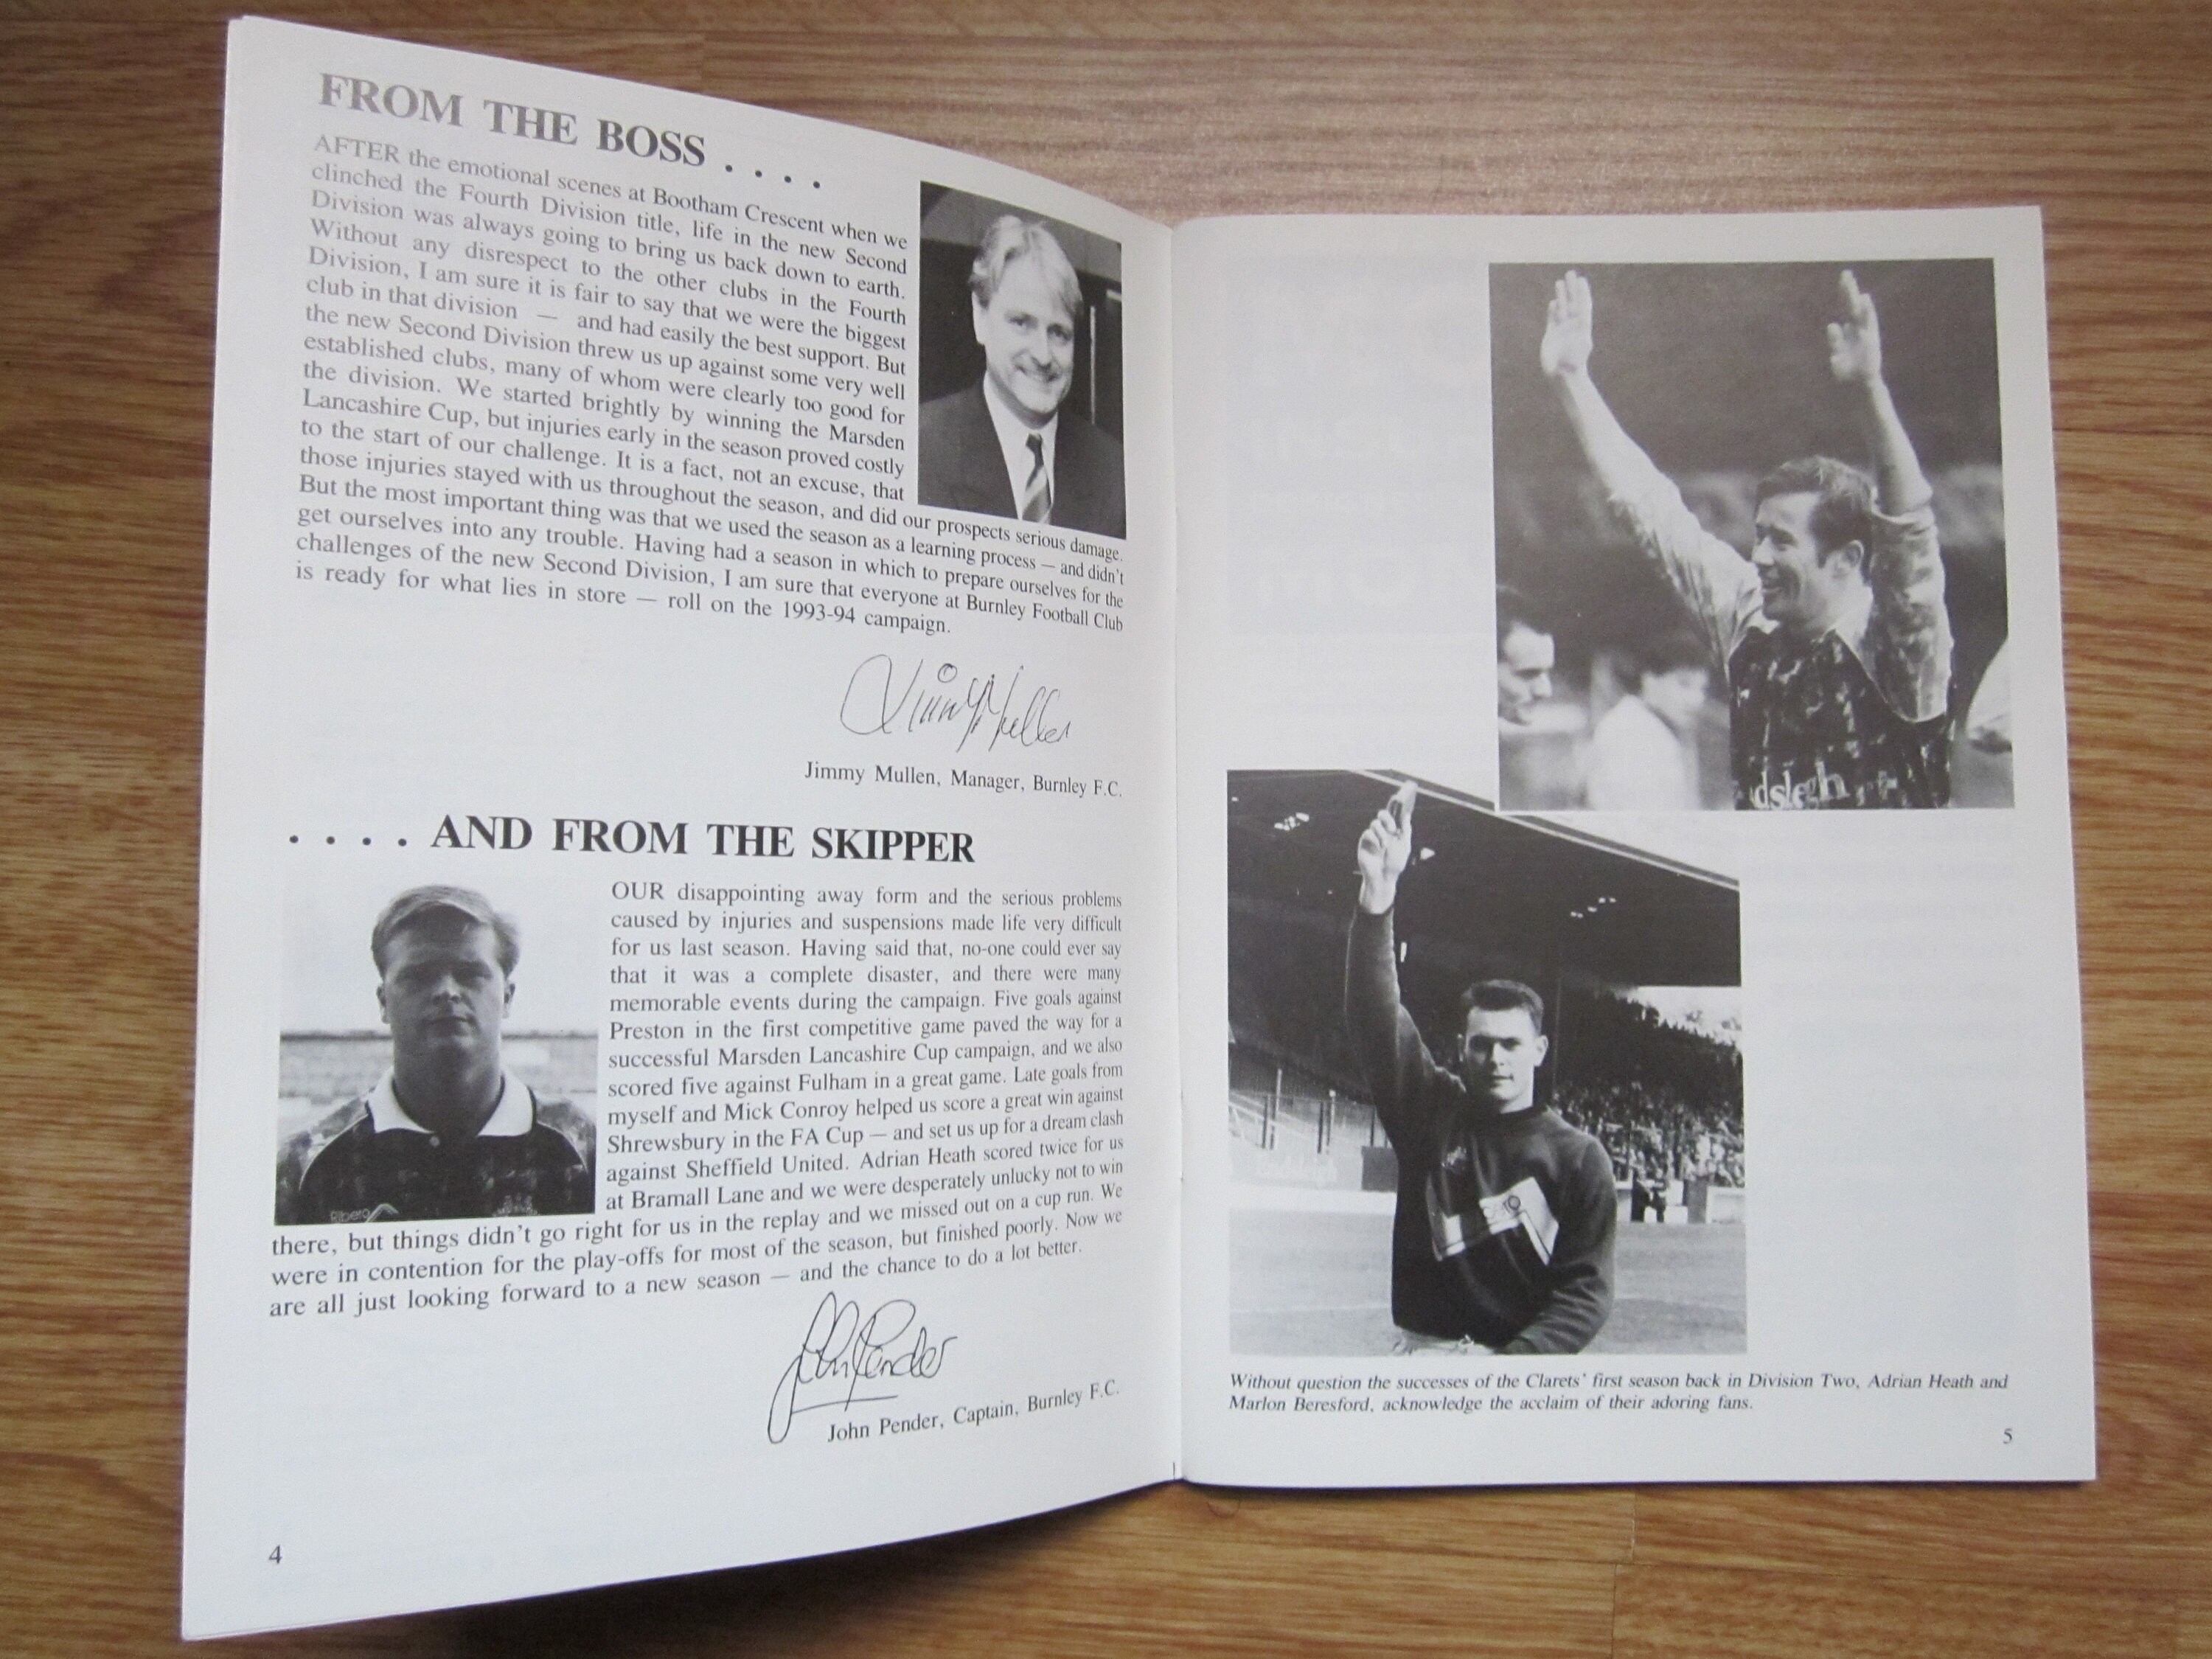 FROM THE BOSS . . . .
AFTER the emotional scenes at Bootham Crescent when we
clinched the Fourth Division title, life in the new Second
Division was always going to bring us back down to earth.
Without any disrespect to the other clubs in the Fourth
Division, I am sure it is fair to say that we were the biggest
club in that division — and had easily the best support. But
the new Second Division threw us up against some very well
established clubs, many of whom were clearly too good for
the division. We started brightly by winning the Marsden
Lancashire Cup, but injuries early in the season proved costly
to the start of our challenge. It is a fact, not an excuse, that
those injuries stayed with us throughout the season, and did our prospects serious damage.
But the most important thing was that we used the season as a learning process — and didn't
get ourselves into any trouble. Having had a season in which to prepare ourselves for the
challenges of the new Second Division, I am sure that everyone at Burnley Football Club
is ready for what lies in store — roll on the 1993-94 campaign.
Jimmy Mullen
Jimmy Mullen, Manager, Burnley F.C.
. . . . AND FROM THE SKIPPER
OUR disappointing away form and the serious problems
caused by injuries and suspensions made life very difficult
for us last season. Having said that, no-one could ever say
that it was a complete disaster, and there were many
memorable events during the campaign. Five goals against
Preston in the first competitive game paved the way for a
successful Marsden Lancashire Cup campaign, and we also
scored five against Fulham in a great game. Late goals from
myself and Mick Conroy helped us score a great win against
Shrewsbury in the FA Cup — and set us up for a dream clash
against Sheffield United. Adrian Heath scored twice for us
at Bramall Lane and we were desperately unlucky not to win
there, but things didn't go right for us in the replay and we missed out on a cup run. We
were in contention for the play-offs for most of the season, but finished poorly. Now we
are all just looking forward to a new season — and the chance to do a lot better.
Ribero
John Pender
John Pender, Captain, Burnley F.C.
4
dslegh
Without question the successes of the Clarets' first season back in Division Two, Adrian Heath and
Marlon Beresford, acknowledge the acclaim of their adoring fans.
5